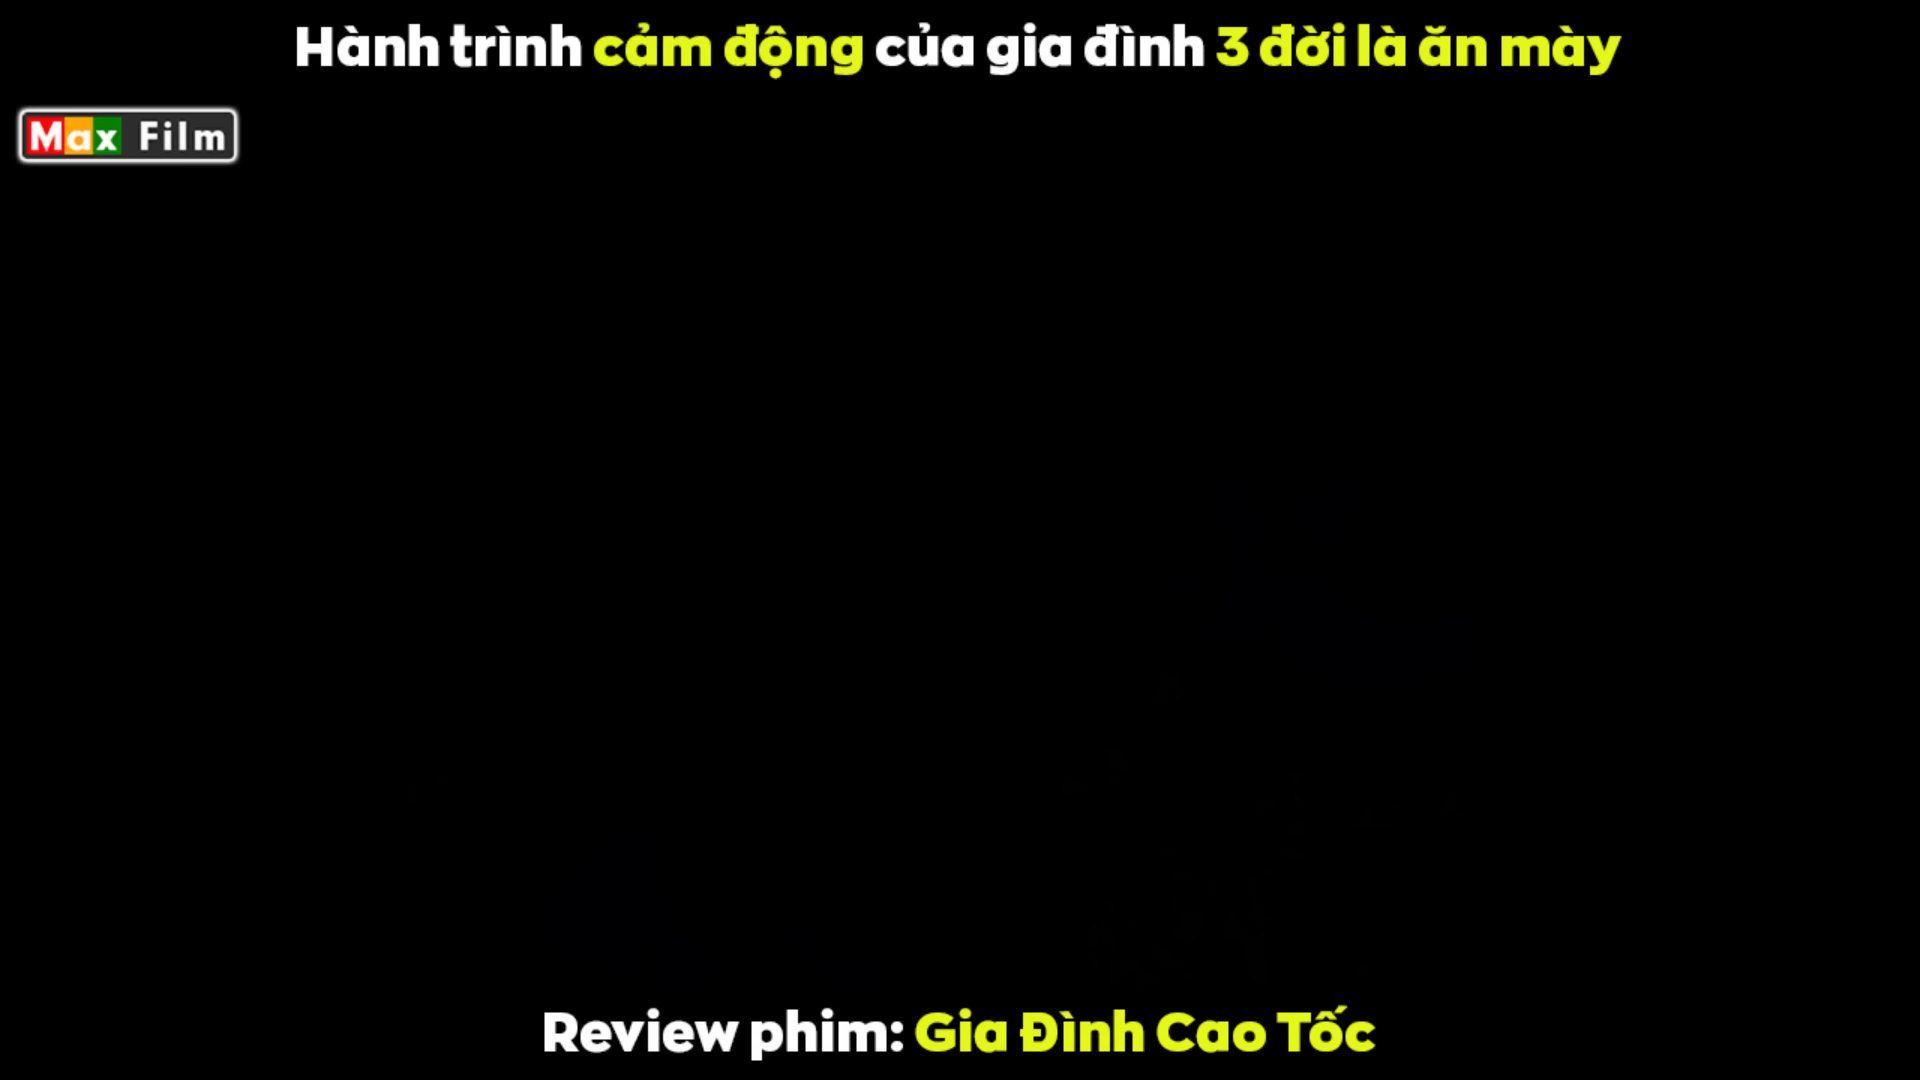 Hành trình cảm động của gia đình 3 đời là ăn mày
Max Film
Review phim: Gia Đình Cao Tốc